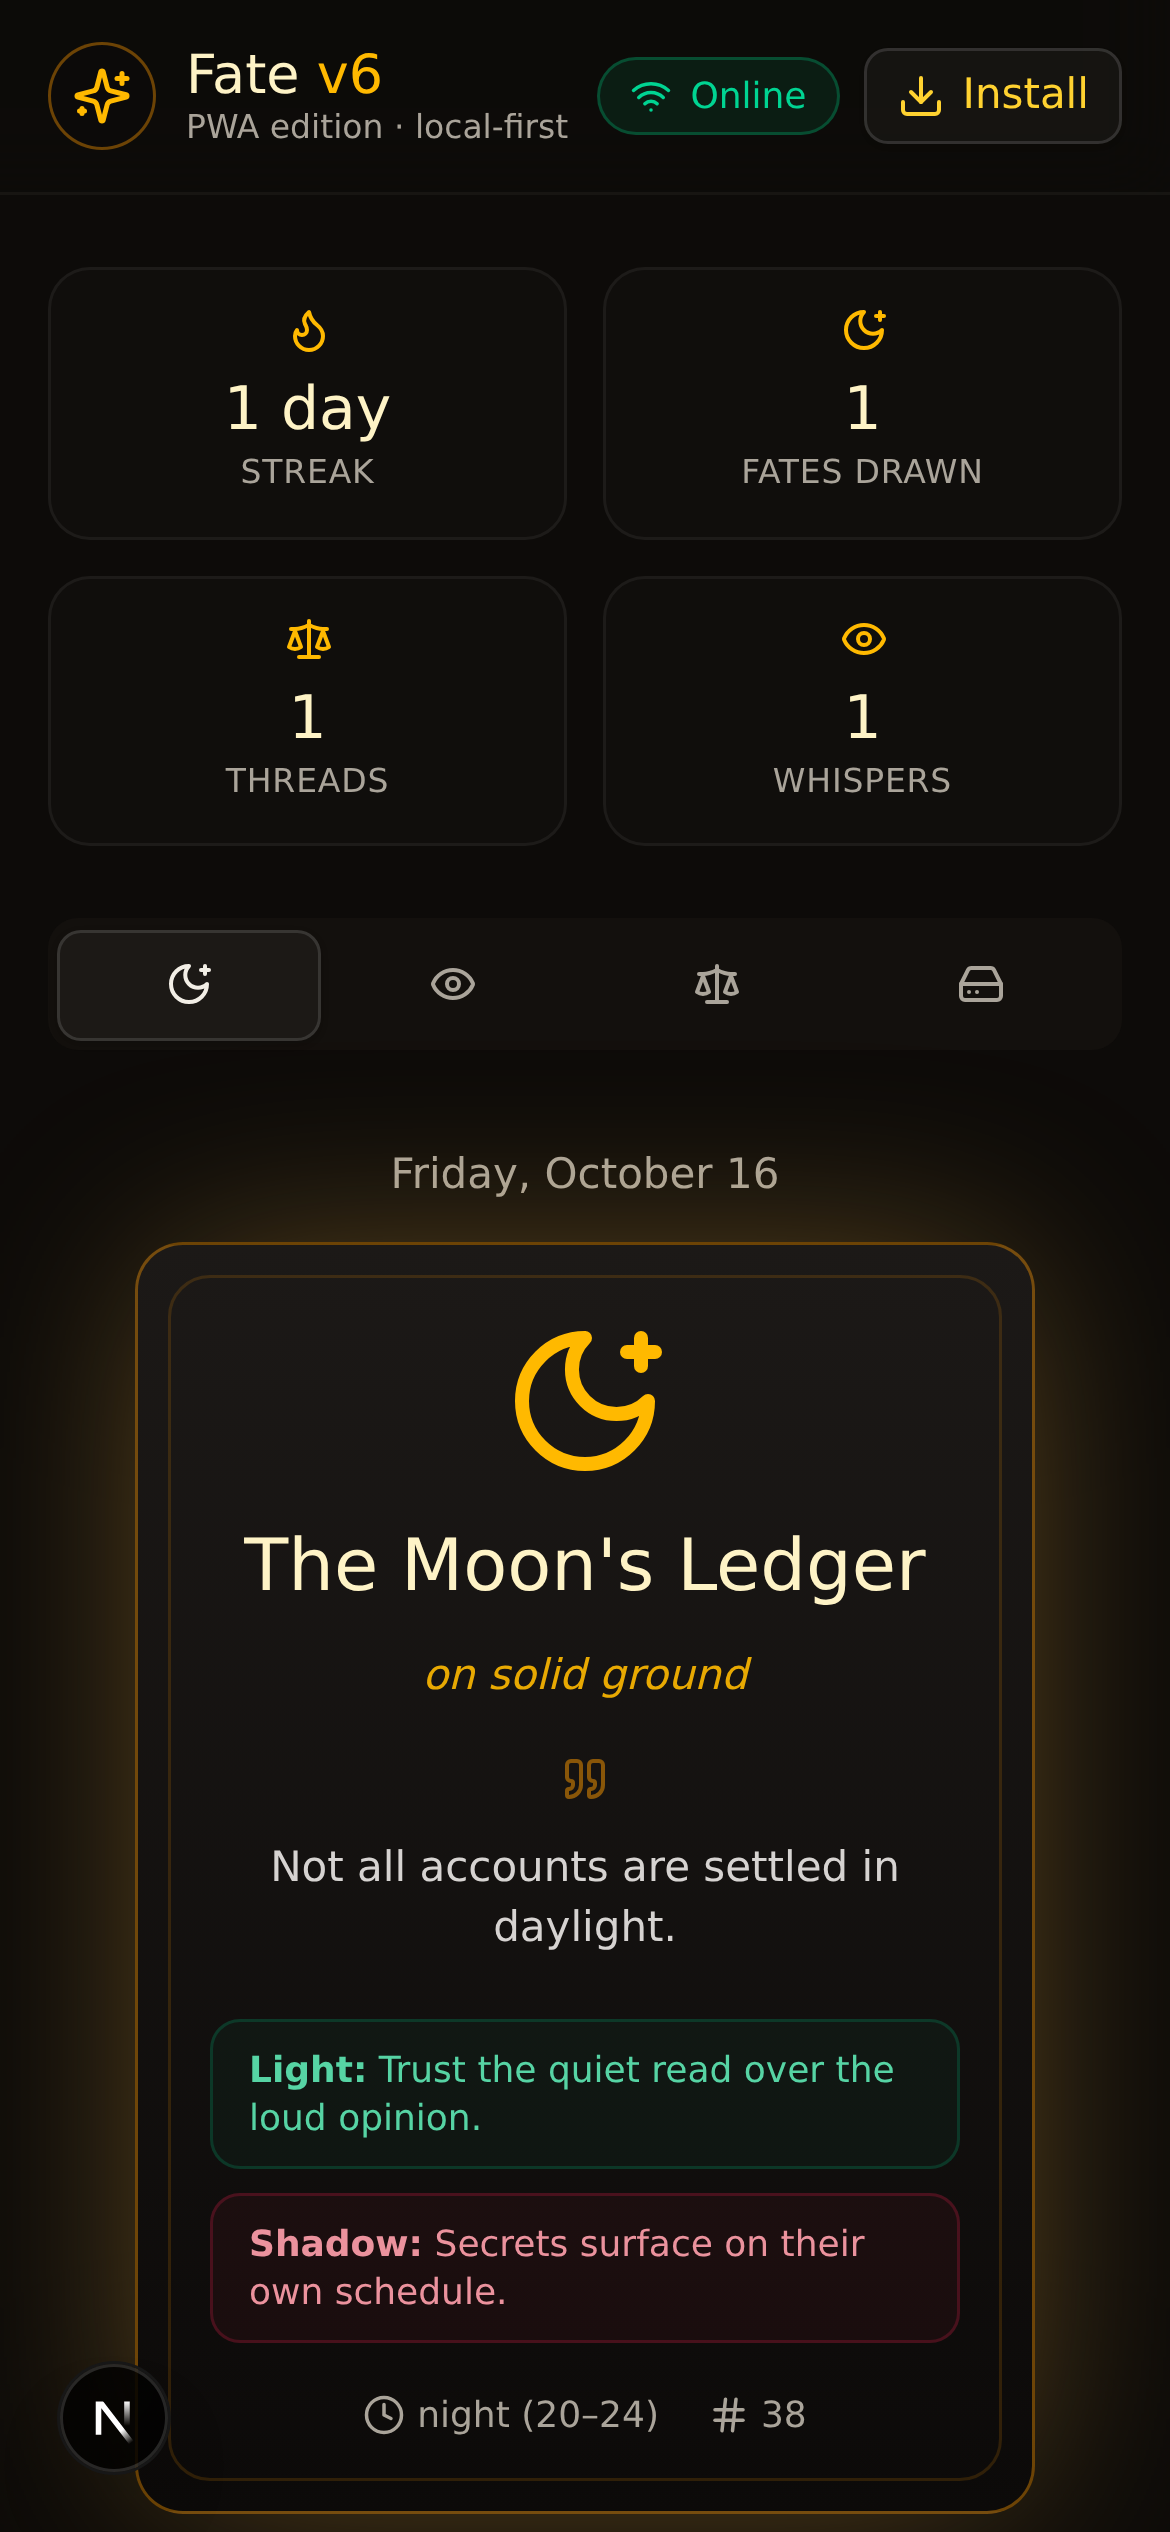 Fate v6
PWA edition · local-first
Online
Install
1 day
STREAK
1
FATES DRAWN
1
THREADS
1
WHISPERS
Friday, October 16
The Moon's Ledger
on solid ground
Not all accounts are settled in
daylight.
Light: Trust the quiet read over the
loud opinion.
Shadow: Secrets surface on their
own schedule.
night (20–24)
# 38
N